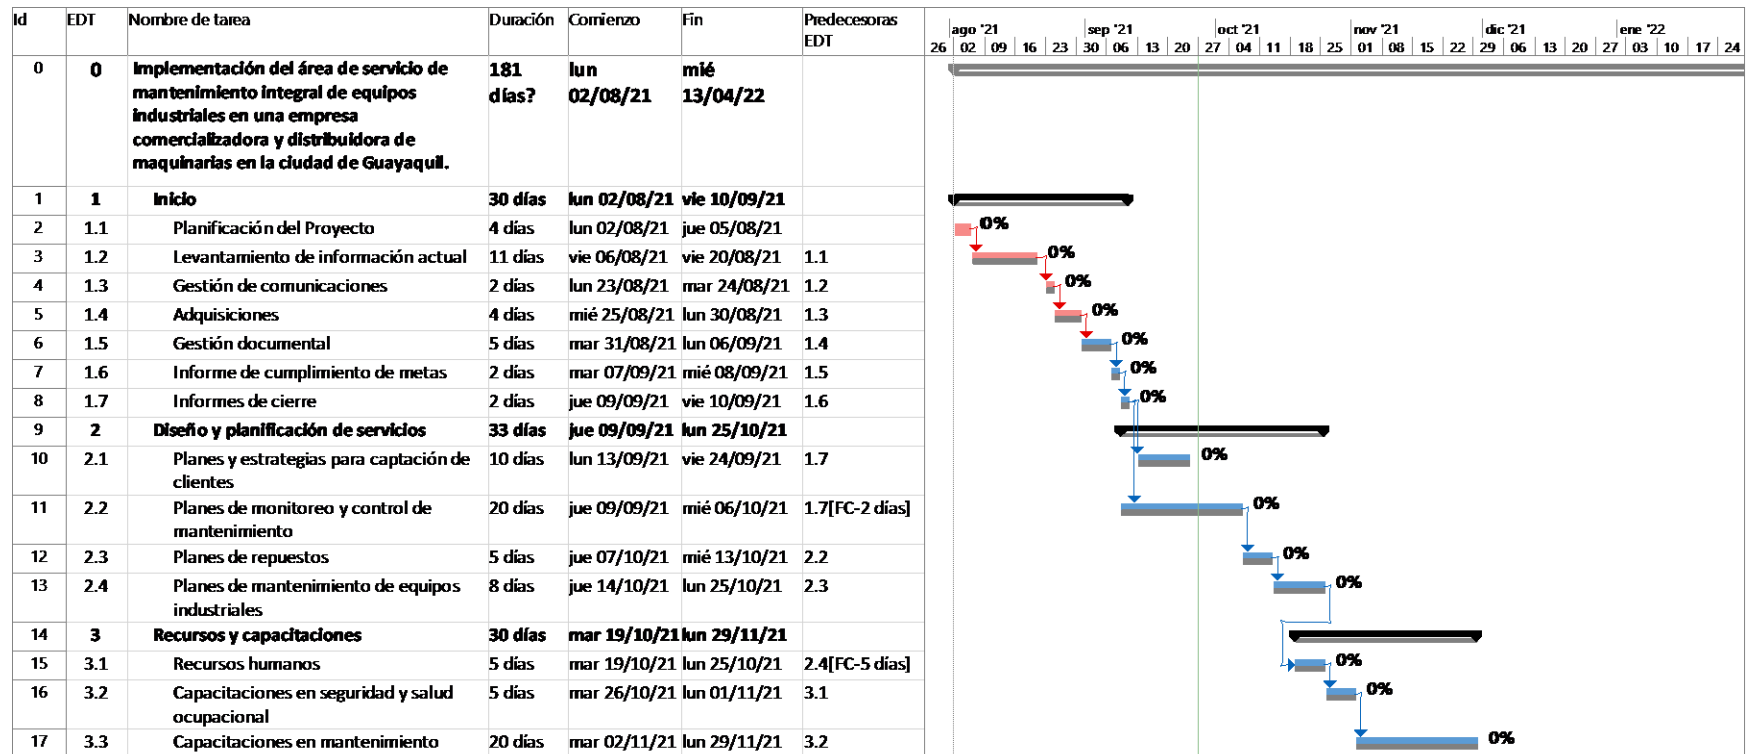 Id EDT Nombre de tarea Duración Comienzo Fin Predecesoras
EDT
ago '21 sep '21 oct '21 nov '21 dic '21 ene '22
26 02 09 16 23 30 06 13 20 27 04 11 18 25 01 08 15 22 29 06 13 20 27 03 10 17 24
0 0 Implementación del área de servicio de 181 lun mié
mantenimiento integral de equipos días? 02/08/21 13/04/22
industriales en una empresa
comercializadora y distribuidora de
maquinarias en la ciudad de Guayaquil.
1 1 Inicio 30 días lun 02/08/21 vie 10/09/21
2 1.1 Planificación del Proyecto 4 días lun 02/08/21 jue 05/08/21 0%
3 1.2 Levantamiento de información actual 11 días vie 06/08/21 vie 20/08/21 1.1 0%
4 1.3 Gestión de comunicaciones 2 días lun 23/08/21 mar 24/08/21 1.2 0%
5 1.4 Adquisiciones 4 días mié 25/08/21 lun 30/08/21 1.3 0%
6 1.5 Gestión documental 5 días mar 31/08/21 lun 06/09/21 1.4 0%
7 1.6 Informe de cumplimiento de metas 2 días mar 07/09/21 mié 08/09/21 1.5 0%
8 1.7 Informes de cierre 2 días jue 09/09/21 vie 10/09/21 1.6 0%
9 2 Diseño y planificación de servicios 33 días jue 09/09/21 lun 25/10/21
10 2.1 Planes y estrategias para captación de 10 días lun 13/09/21 vie 24/09/21 1.7 0%
clientes
11 2.2 Planes de monitoreo y control de 20 días jue 09/09/21 mié 06/10/21 1.7[FC-2 días] 0%
mantenimiento
12 2.3 Planes de repuestos 5 días jue 07/10/21 mié 13/10/21 2.2 0%
13 2.4 Planes de mantenimiento de equipos 8 días jue 14/10/21 lun 25/10/21 2.3 0%
industriales
14 3 Recursos y capacitaciones 30 días mar 19/10/21 lun 29/11/21
15 3.1 Recursos humanos 5 días mar 19/10/21 lun 25/10/21 2.4[FC-5 días] 0%
16 3.2 Capacitaciones en seguridad y salud 5 días mar 26/10/21 lun 01/11/21 3.1 0%
ocupacional
17 3.3 Capacitaciones en mantenimiento 20 días mar 02/11/21 lun 29/11/21 3.2 0%